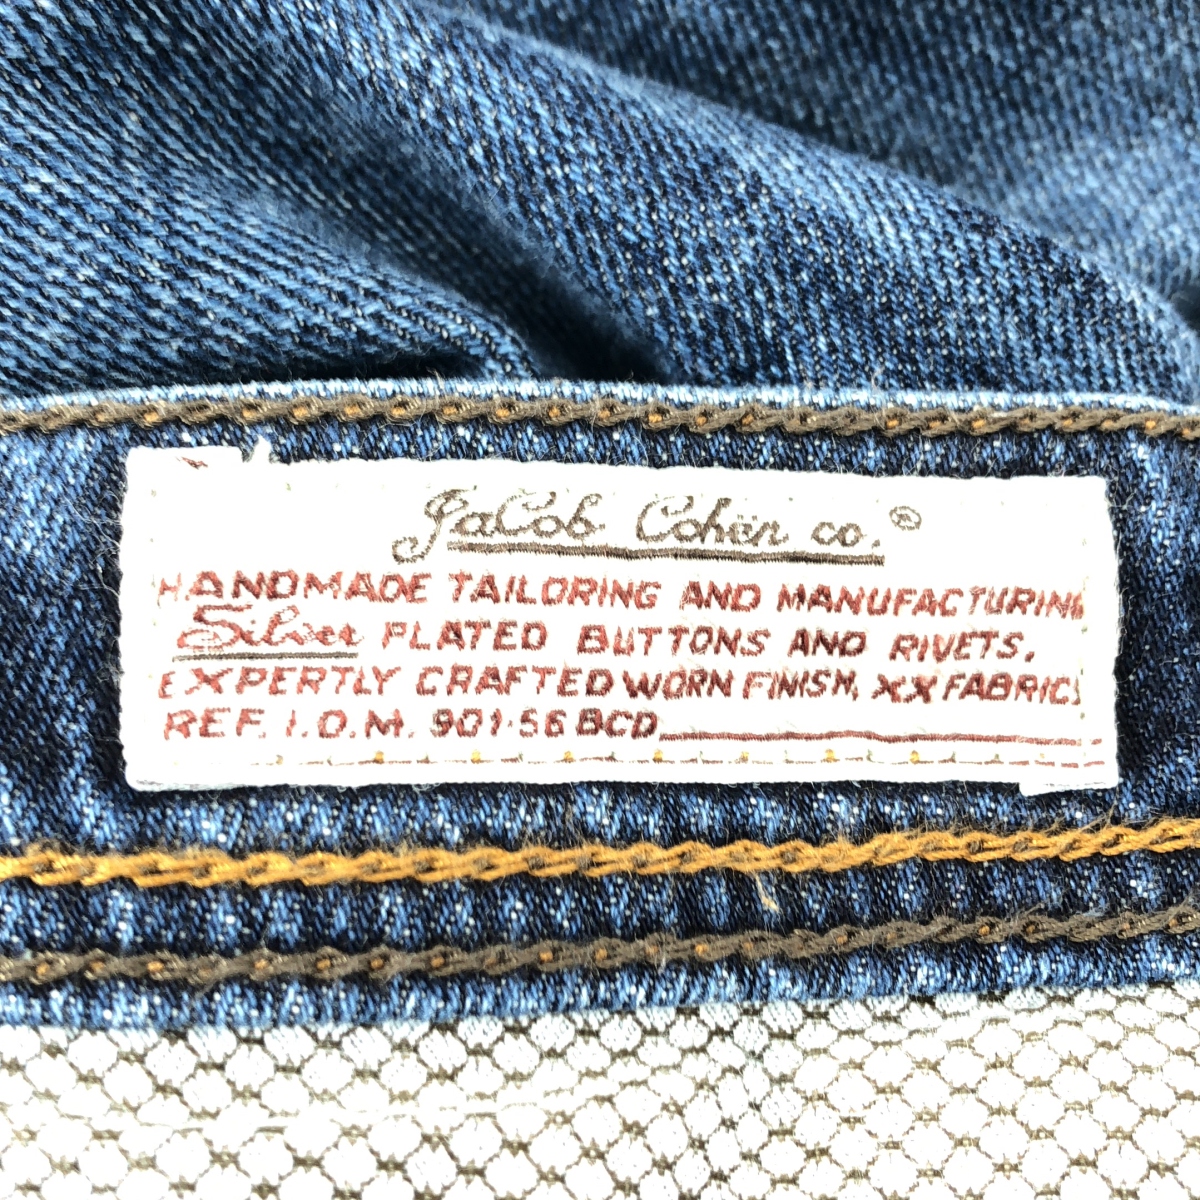 JaCob Cohën co.®
HANDMADE TAILORING AND MANUFACTURING
Silver PLATED BUTTONS AND RIVETS,
EXPERTLY CRAFTED WORN FINISH, XX FABRICS
REF. I.D.M. 901·56 BCD